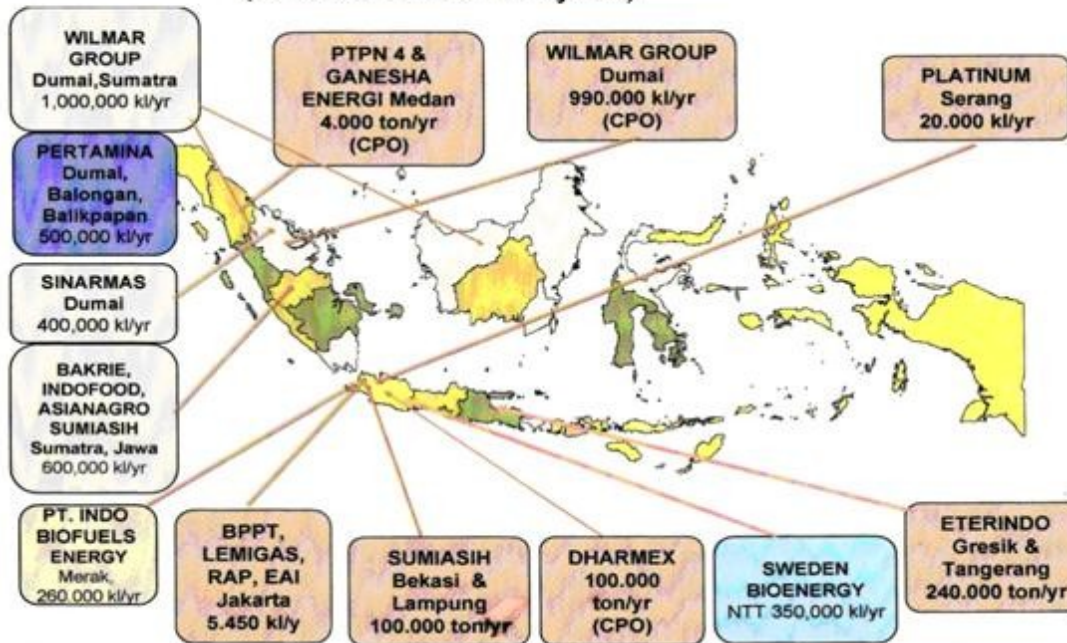 WILMAR
GROUP
Dumai,Sumatra
1,000,000 kl/yr
PTPN 4 &
GANESHA
ENERGI Medan
4.000 ton/yr
(CPO)
WILMAR GROUP
Dumai
990.000 kl/yr
(CPO)
PLATINUM
Serang
20.000 kl/yr
PERTAMINA
Dumai,
Balongan,
Balikpapan
500,000 kl/yr
SINARMAS
Dumai
400,000 kl/yr
BAKRIE,
INDOFOOD,
ASIANAGRO
SUMIASIH
Sumatra, Jawa
600,000 kl/yr
PT. INDO
BIOFUELS
ENERGY
Merak,
260.000 kl/yr
BPPT,
LEMIGAS,
RAP, EAI
Jakarta
5.450 kl/y
SUMIASIH
Bekasi &
Lampung
100.000 ton/yr
DHARMEX
100.000
ton/yr
(CPO)
SWEDEN
BIOENERGY
NTT 350,000 kl/yr
ETERINDO
Gresik &
Tangerang
240.000 ton/yr